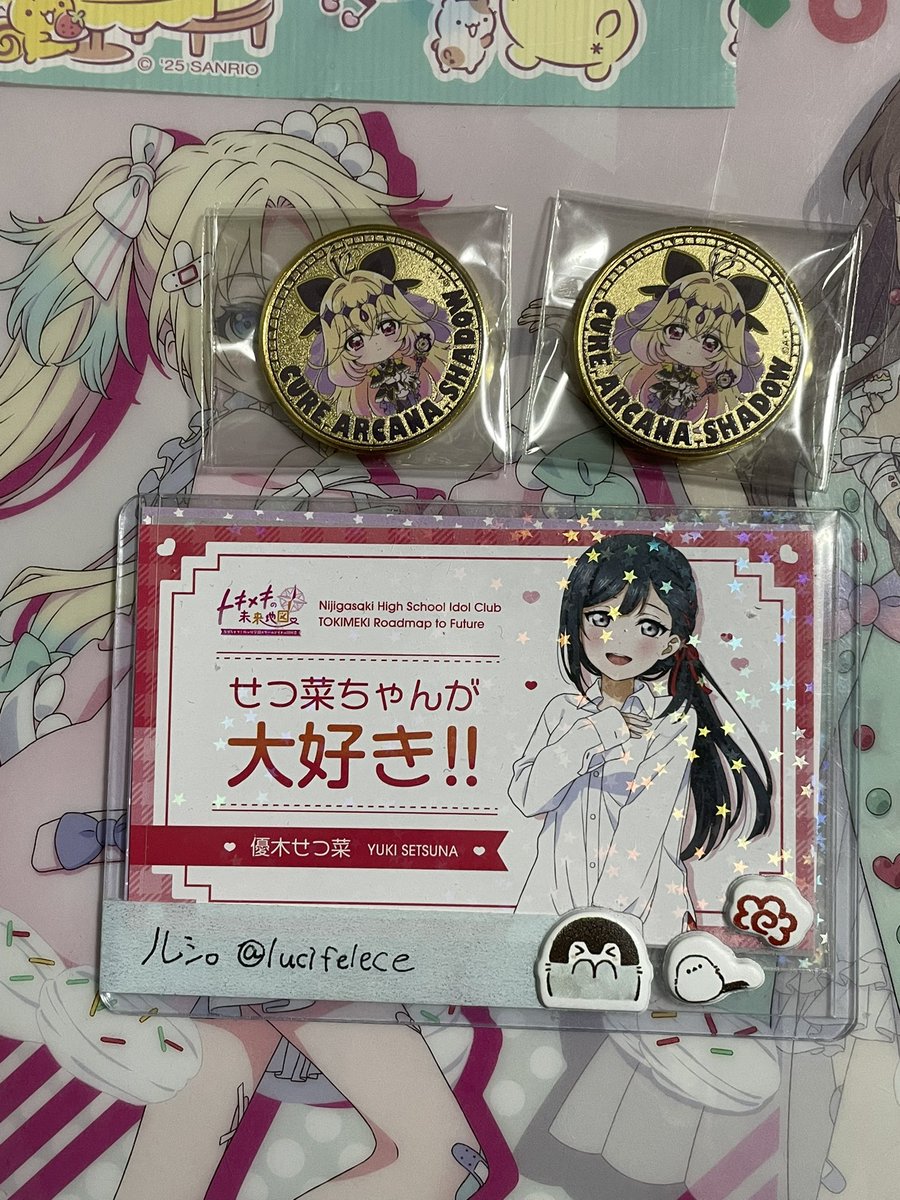 © '25 SANRIO
CURE ARCANA SHADOW
CURE ARCANA SHADOW
トキメキの
未来地図
Nijigasaki High School Idol Club
TOKIMEKI Roadmap to Future
せつ菜ちゃんが
大好き!!
優木せつ菜 YUKI SETSUNA
ルシ。@lucifelece